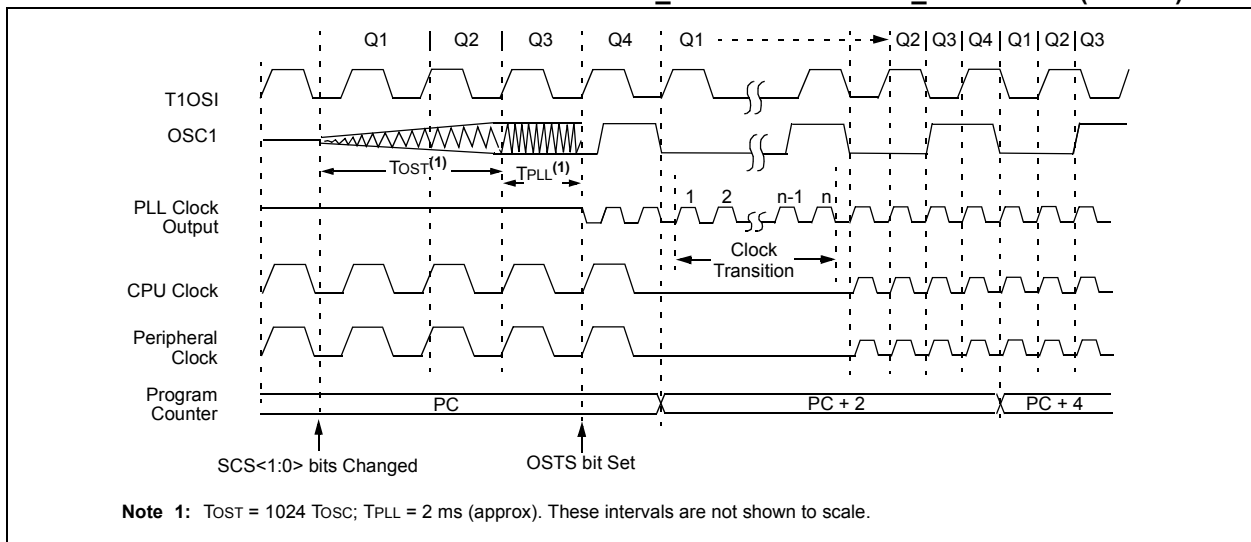 Q1 Q2 Q3 Q4 Q1 Q2 Q3 Q4 Q1 Q2 Q3
T1OSI
OSC1
TOST(1) TPLL(1)
1 2 n-1 n
PLL Clock
Output
Clock
Transition
CPU Clock
Peripheral
Clock
Program
Counter
PC PC + 2 PC + 4
SCS<1:0> bits Changed OSTS bit Set
Note 1: TOST = 1024 TOSC; TPLL = 2 ms (approx). These intervals are not shown to scale.